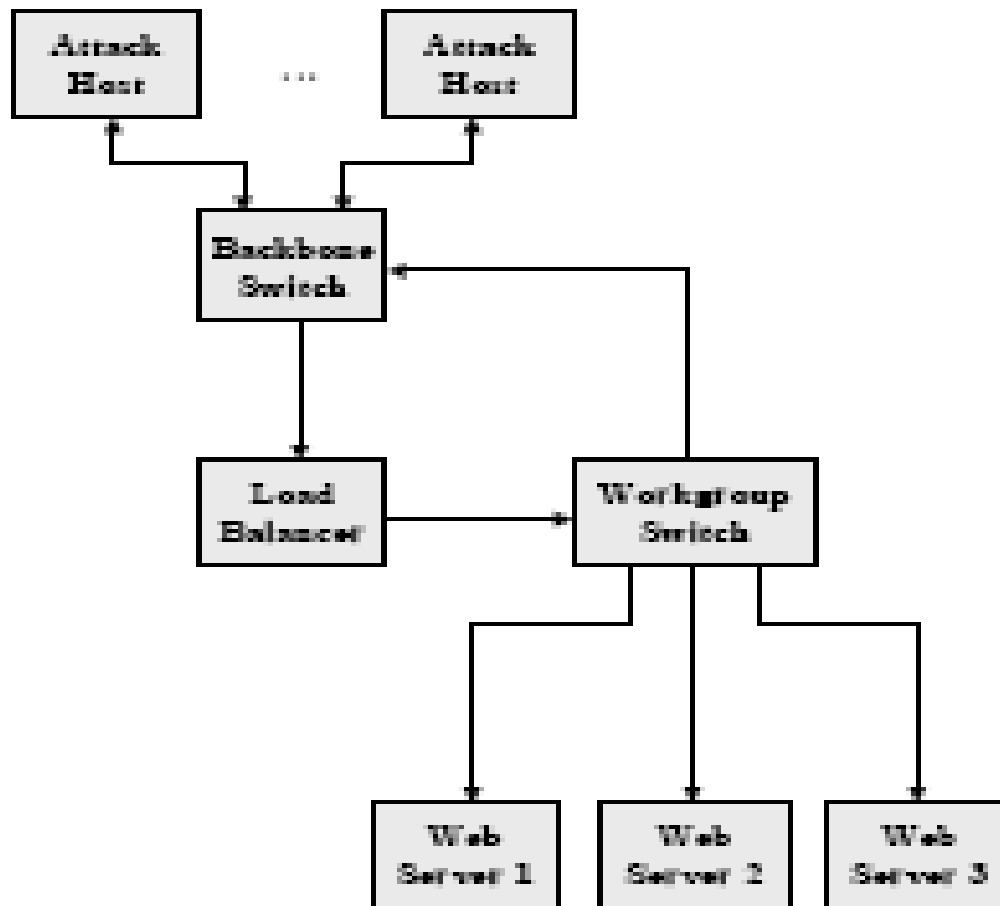 Attack
Host
...
Attack
Host
Backbone
Switch
Load
Balancer
Workgroup
Switch
Web
Server 1
Web
Server 2
Web
Server 3